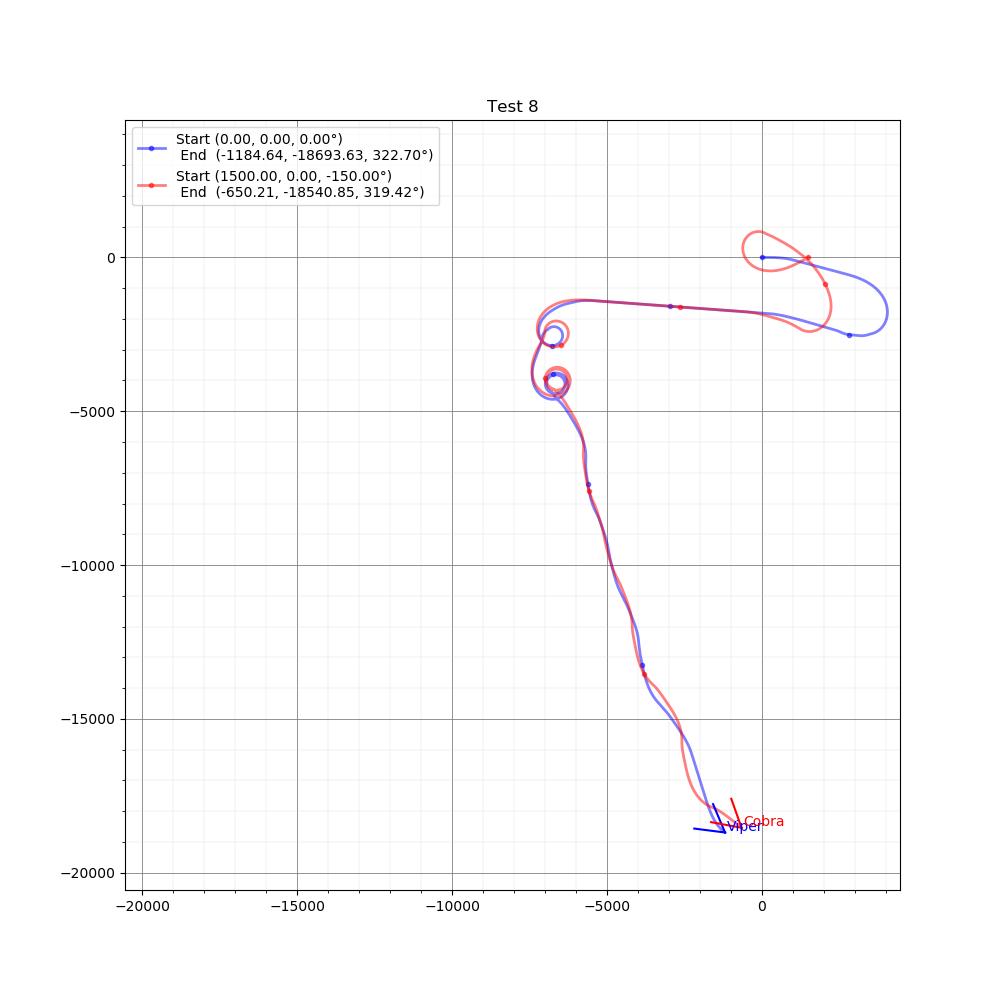 Test 8
Start (0.00, 0.00, 0.00°)
End (-1184.64, -18693.63, 322.70°)
Start (1500.00, 0.00, -150.00°)
End (-650.21, -18540.85, 319.42°)
0
−5000
−10000
−15000
−20000
Cobra
Viper
−20000 −15000 −10000 −5000 0